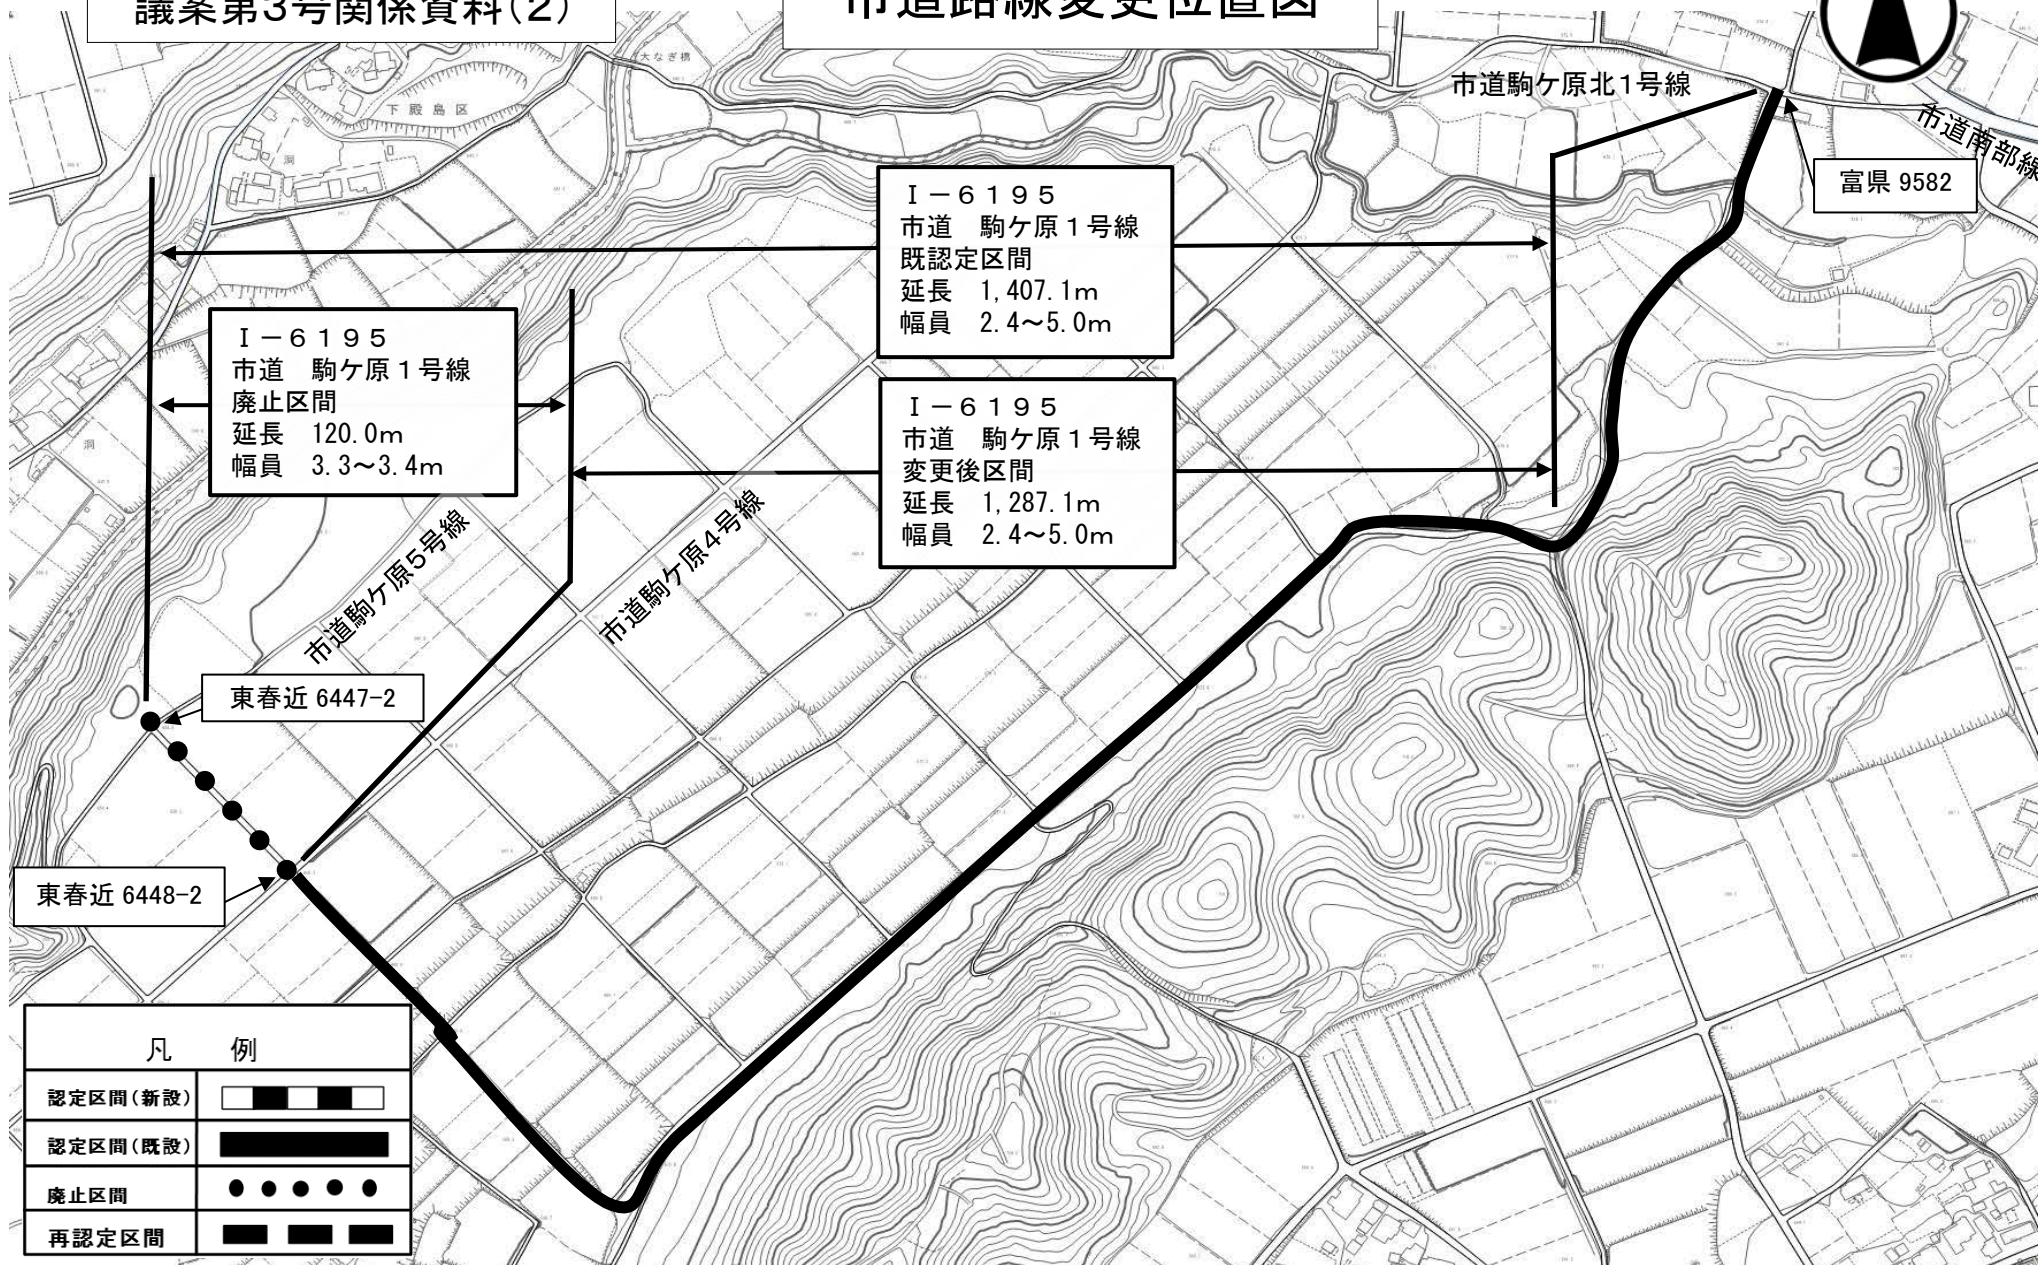 議案第3号関係資料(2)
市道路線変更位置図
大なぎ橋
下殿島区
洞
市道駒ケ原北1号線
市道南部線
富県 9582
Ⅰ－６１９５
市道　駒ケ原１号線
既認定区間
延長　1,407.1m
幅員　2.4～5.0m
Ⅰ－６１９５
市道　駒ケ原１号線
廃止区間
延長　120.0m
幅員　3.3～3.4m
Ⅰ－６１９５
市道　駒ケ原１号線
変更後区間
延長　1,287.1m
幅員　2.4～5.0m
洞
市道駒ケ原5号線
市道駒ケ原4号線
東春近 6447-2
東春近 6448-2
凡　例
認定区間(新設)
認定区間(既設)
廃止区間
再認定区間